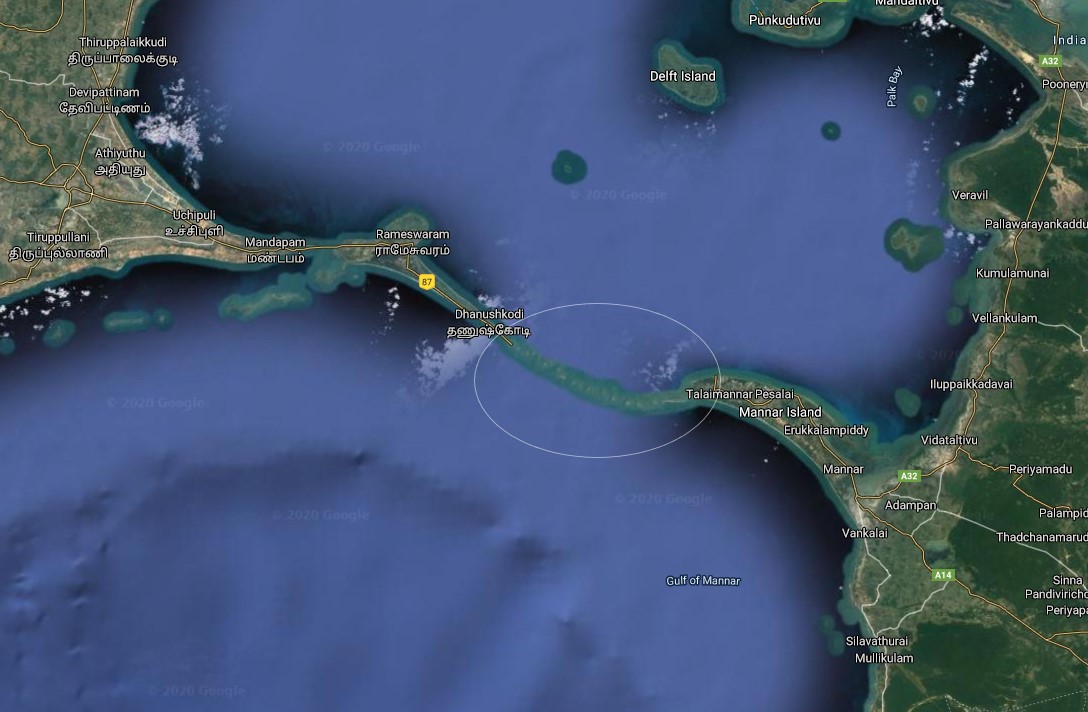 Punkudutivu
Mandaitivu
Thiruppalaikkudi
திருப்பாலைக்குடி
India
A32
Delft Island
Palk Bay
Devipattinam
தேவிபட்டிணம்
Pooneryn
© 2020 Google
Athiyuthu
அதியுது
© 2020 Google
Veravil
Uchipuli
உச்சிபுளி
Pallawarayankaddu
Tiruppullani
திருப்புல்லாணி
Mandapam
மண்டபம்
Rameswaram
ராமேசுவரம்
Kumulamunai
87
Dhanushkodi
தனுஷ்கோடி
Vellankulam
© 2020
© 2020 Google
Talaimannar
Pesalai
Iluppaikkadavai
Mannar Island
Erukkalampiddy
Vidataltivu
Mannar
A32
Periyamadu
© 2020 Google
Adampan
© 2020 Google
Palampid
Vankalai
Thadchanamarud
A14
Gulf of Mannar
Sinna
Pandiviricho
Periyapa
Silavathurai
Mullikulam
© 2020 Google